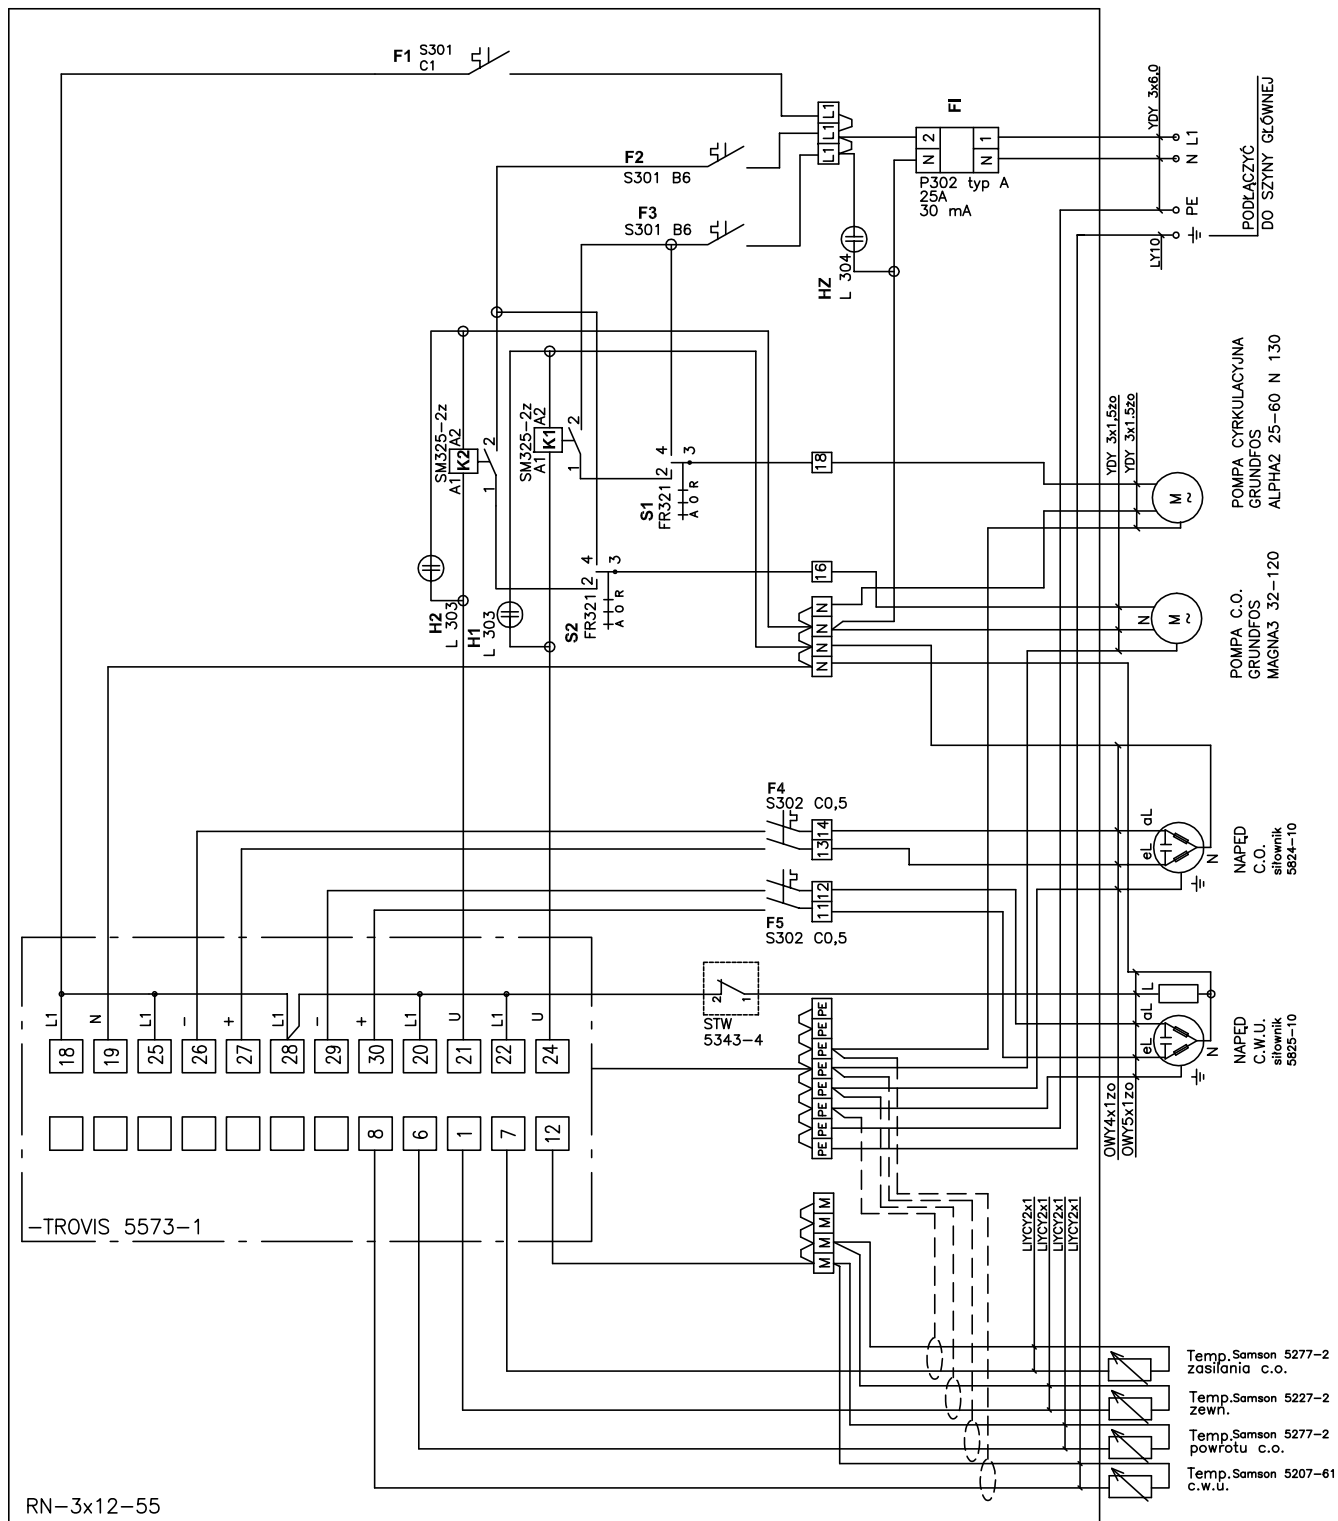 F1 S301
C1
F2
S301 B6
F3
S301 B6
L1
L1
L1
FI
2
1
N
N
P302 typ A
25A
30 mA
YDY 3x6,0
L1
N
PE
LY10
PODŁĄCZYĆ
DO SZYNY GŁÓWNEJ
HZ
L 304
SM325-2z
A1 K2 A2
1
2
SM325-2z
A1 K1 A2
1
2
S1
FR321
2 4
3
A O R
S2
FR321
2 4
3
A O R
H2
L 303
H1
L 303
18
16
N
N
N
N
YDY 3x1,5żo
YDY 3x1.5żo
M ~
POMPA CYRKULACYJNA
GRUNDFOS
ALPHA2 25-60 N 130
N
M ~
POMPA C.O.
GRUNDFOS
MAGNA3 32-120
F4
S302 C0,5
14
13
12
11
F5
S302 C0,5
aL
eL
N
NAPĘD
C.O.
siłownik
5824-10
L
aL
eL
N
NAPĘD
C.W.U.
siłownik
5825-10
OWY4x1żo
OWY5x1żo
2
1
STW
5343-4
L1
N
L1
-
+
L1
-
+
L1
U
L1
U
18
19
25
26
27
28
29
30
20
21
22
24
8
6
1
7
12
-TROVIS 5573-1
PE
PE
PE
PE
PE
PE
PE
PE
M
M
M
M
LIYCY2x1
LIYCY2x1
LIYCY2x1
LIYCY2x1
Temp. Samson 5277-2
zasilania c.o.
Temp. Samson 5227-2
zewn.
Temp. Samson 5277-2
powrotu c.o.
Temp. Samson 5207-61
c.w.u.
RN-3x12-55